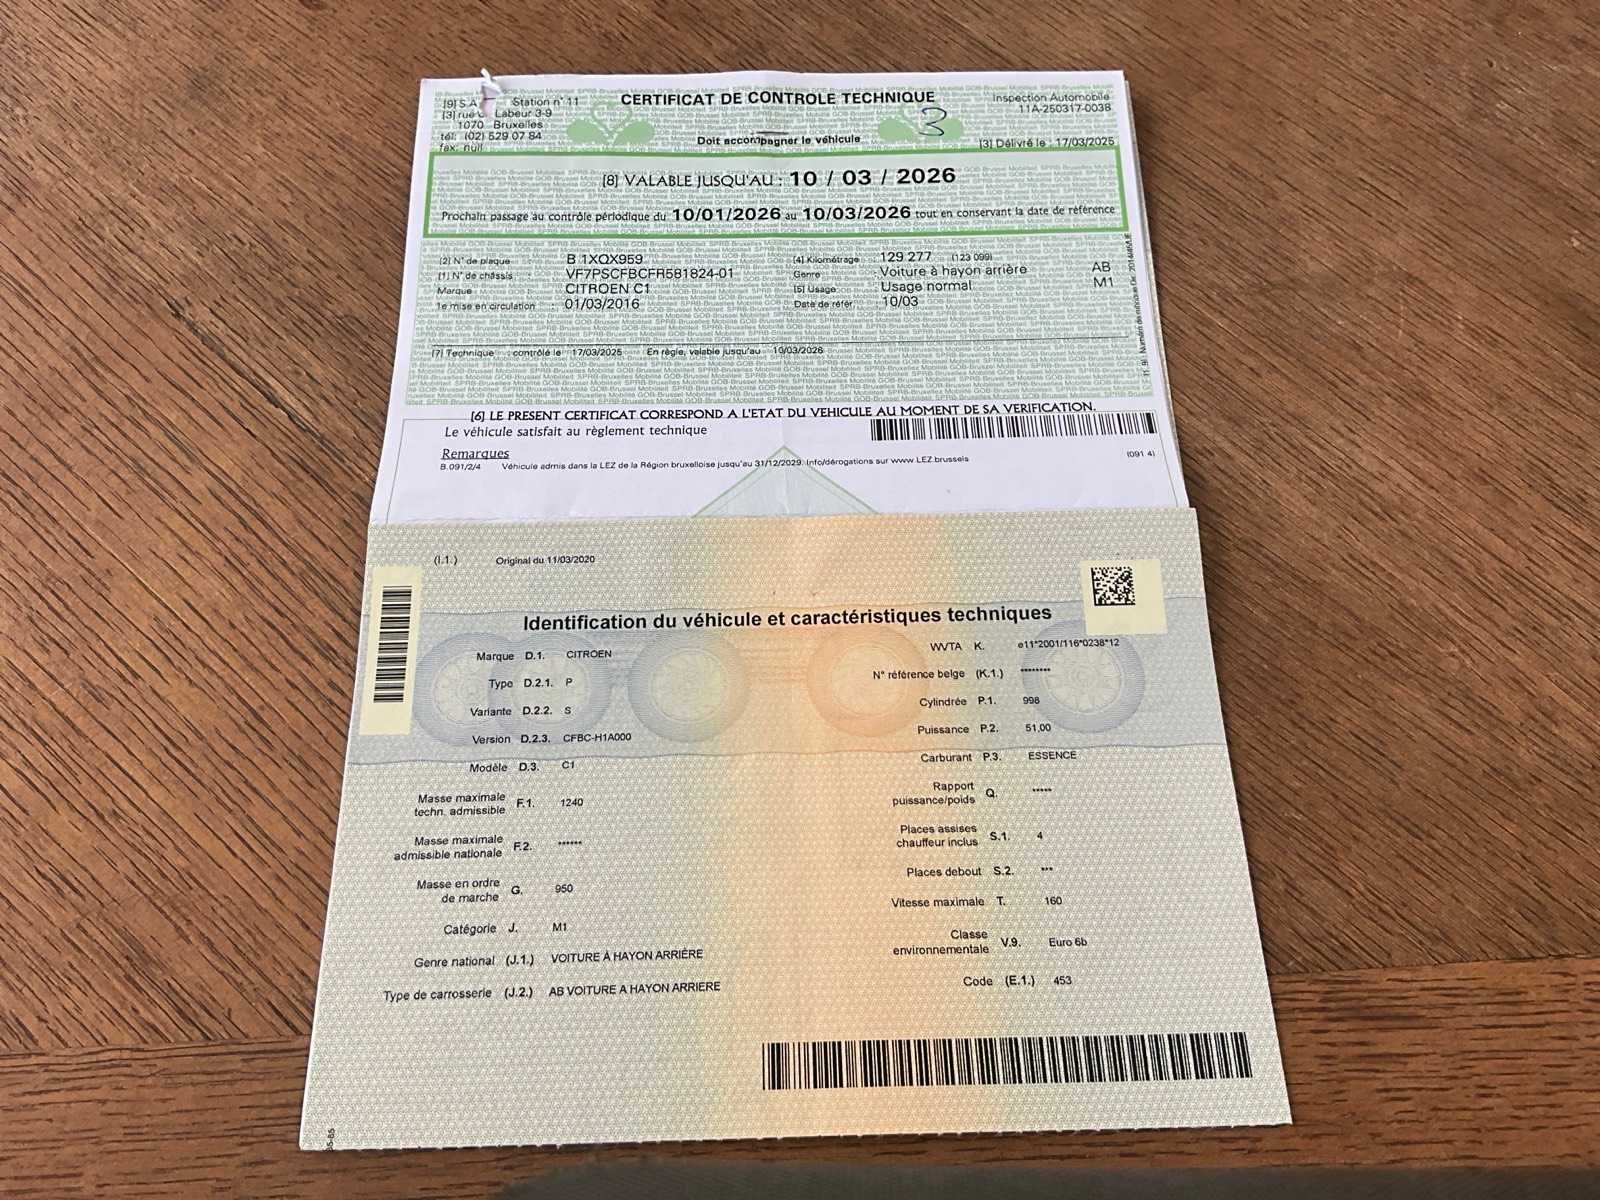 [9] S.A. Station n° 11
[3] rue Labeur 3-9
1070 Bruxelles
tél: (02) 529 07 84
fax: null
CERTIFICAT DE CONTROLE TECHNIQUE
3
Doit accompagner le véhicule
Inspection Automobile
11A-250317-0038
[3] Délivré le : 17/03/2025
[8] VALABLE JUSQU'AU : 10 / 03 / 2026
Prochain passage au contrôle périodique du 10/01/2026 au 10/03/2026 tout en conservant la date de référence
[2] N° de plaque B 1XQX959
[1] N° de châssis VF7PSCFBCFR581824-01
Marque CITROEN C1
1e mise en circulation : 01/03/2016
[4] Kilométrage 129 277 (123 099)
Genre Voiture à hayon arrière AB
[5] Usage Usage normal M1
Date de référ 10/03
[7] Technique : contrôlé le 17/03/2025 En règle, valable jusqu'au 10/03/2026
[6] LE PRESENT CERTIFICAT CORRESPOND A L'ETAT DU VEHICULE AU MOMENT DE SA VERIFICATION.
Le véhicule satisfait au règlement technique
Remarques
B.091/2/4 Véhicule admis dans la LEZ de la Région bruxelloise jusqu'au 31/12/2029. Info/dérogations sur www.LEZ.brussels (091 4)
(I.1.) Original du 11/03/2020
Identification du véhicule et caractéristiques techniques
Marque D.1. CITROEN
Type D.2.1. P
Variante D.2.2. S
Version D.2.3. CFBC-H1A000
Modèle D.3. C1
Masse maximale
techn. admissible F.1. 1240
Masse maximale
admissible nationale F.2. ******
Masse en ordre
de marche G. 950
Catégorie J. M1
Genre national (J.1.) VOITURE À HAYON ARRIÈRE
Type de carrosserie (J.2.) AB VOITURE A HAYON ARRIERE
WVTA K. e11*2001/116*0238*12
N° référence belge (K.1.) ********
Cylindrée P.1. 998
Puissance P.2. 51,00
Carburant P.3. ESSENCE
Rapport
puissance/poids Q. *****
Places assises
chauffeur inclus S.1. 4
Places debout S.2. ***
Vitesse maximale T. 160
Classe
environnementale V.9. Euro 6b
Code (E.1.) 453